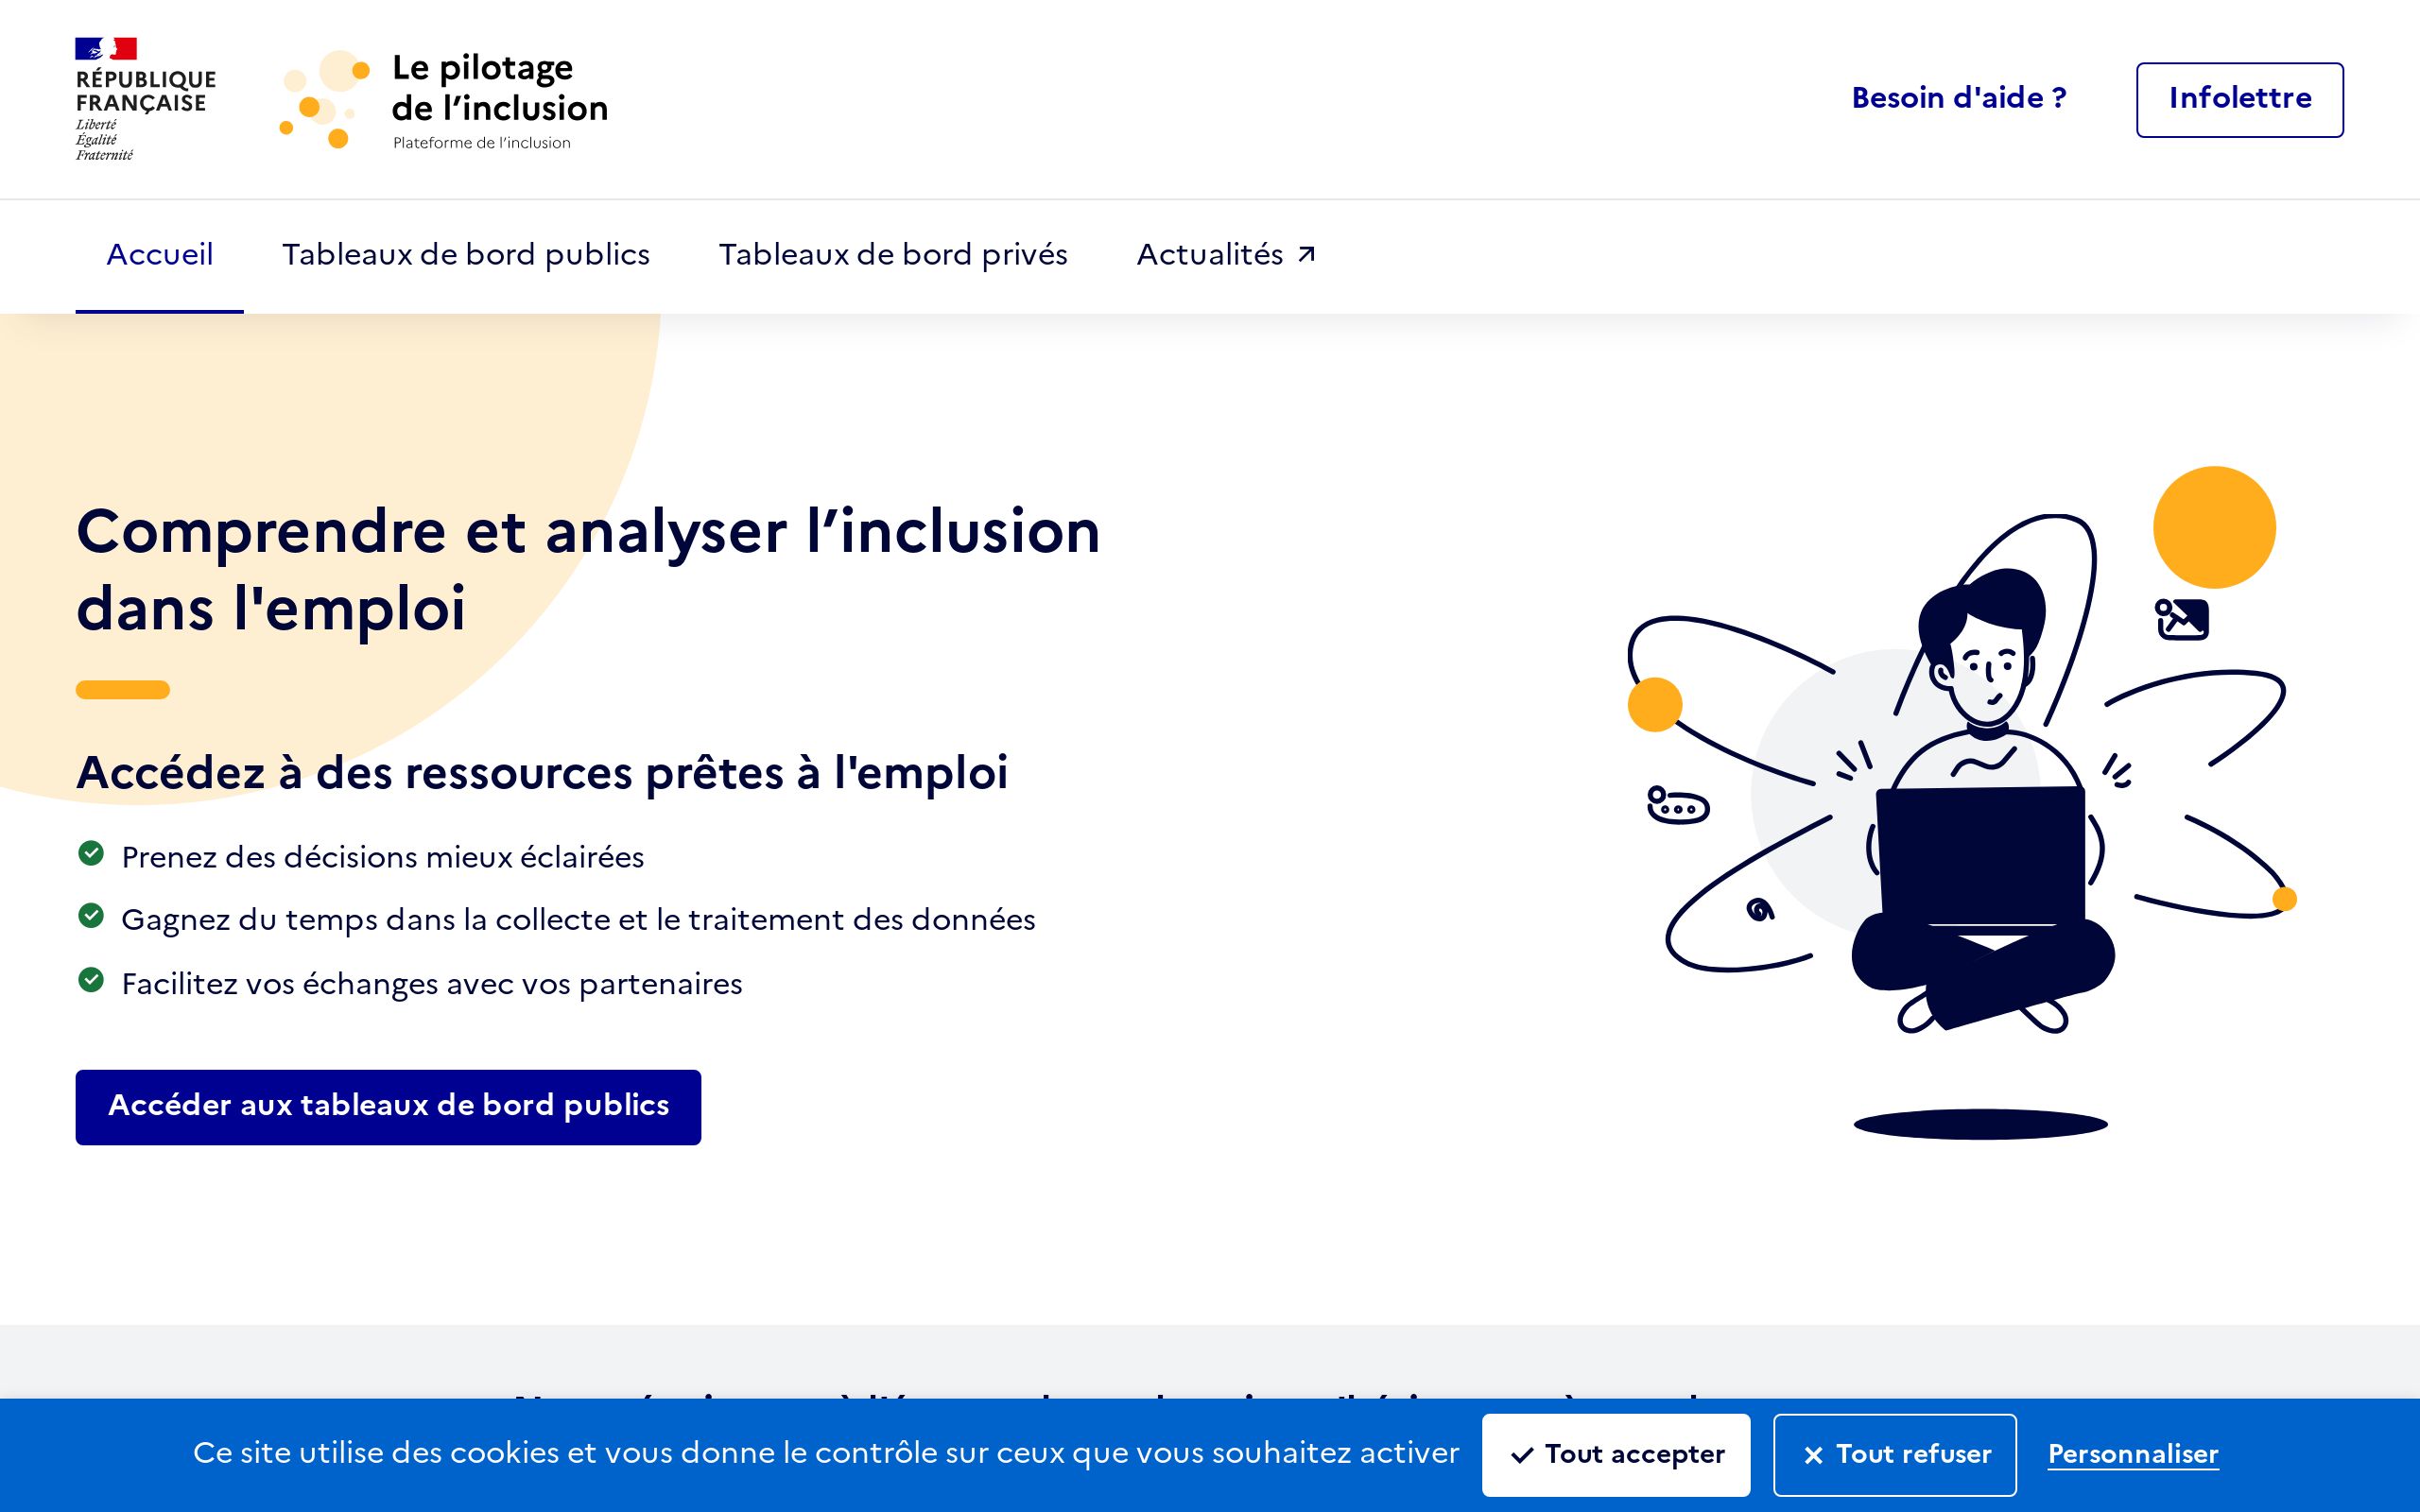 RÉPUBLIQUE
FRANÇAISE
Liberté
Égalité
Fraternité
Le pilotage
de l’inclusion
Plateforme de l’inclusion
Besoin d'aide ?
Infolettre
Accueil
Tableaux de bord publics
Tableaux de bord privés
Actualités
Comprendre et analyser l’inclusion
dans l'emploi
Accédez à des ressources prêtes à l'emploi
Prenez des décisions mieux éclairées
Gagnez du temps dans la collecte et le traitement des données
Facilitez vos échanges avec vos partenaires
Accéder aux tableaux de bord publics
Ce site utilise des cookies et vous donne le contrôle sur ceux que vous souhaitez activer
Tout accepter
Tout refuser
Personnaliser